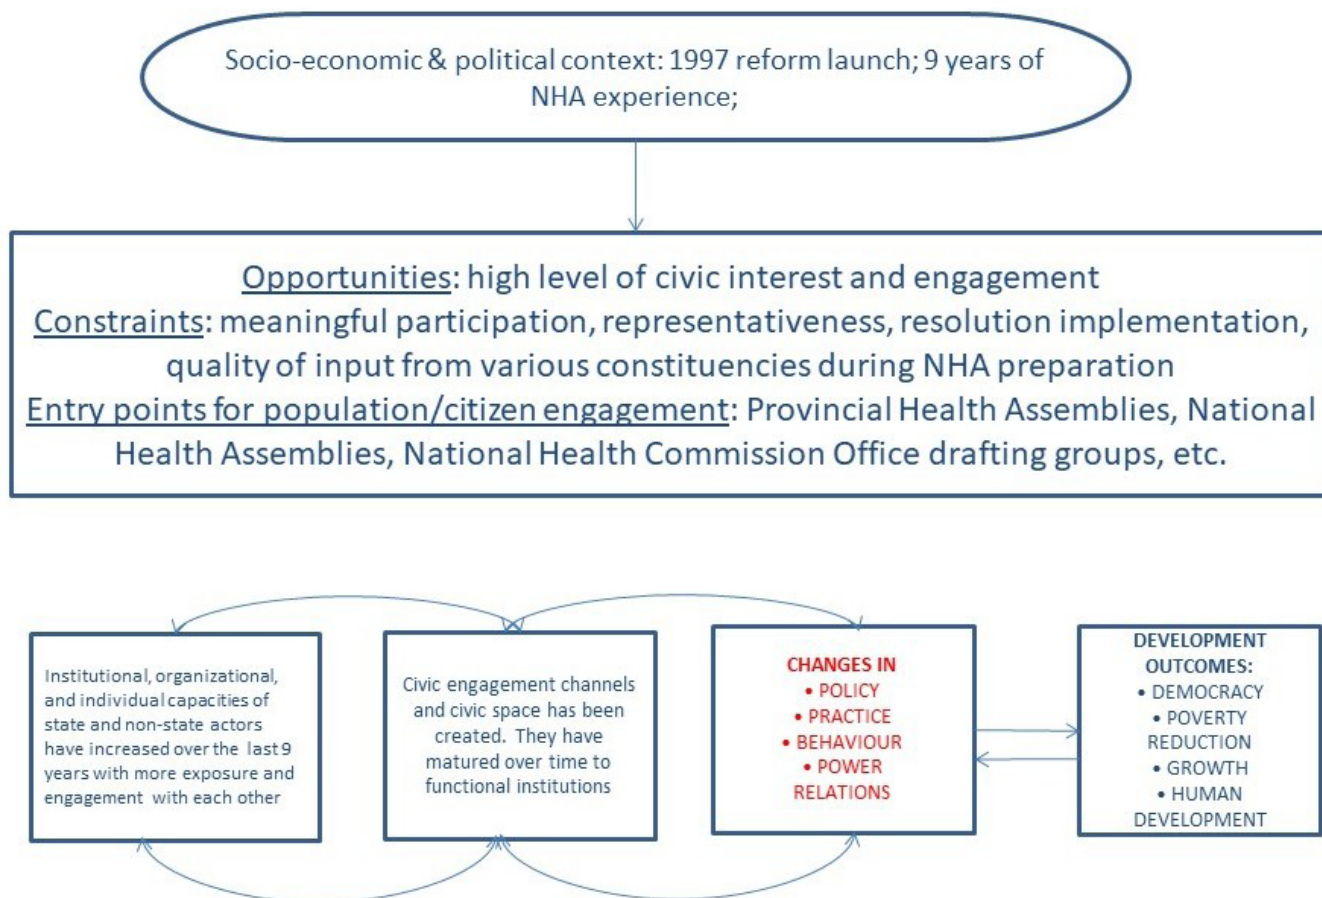 Socio-economic & political context: 1997 reform launch; 9 years of
NHA experience;
Opportunities: high level of civic interest and engagement
Constraints: meaningful participation, representativeness, resolution implementation,
quality of input from various constituencies during NHA preparation
Entry points for population/citizen engagement: Provincial Health Assemblies, National
Health Assemblies, National Health Commission Office drafting groups, etc.
Institutional, organizational,
and individual capacities of
state and non-state actors
have increased over the last 9
years with more exposure and
engagement with each other
Civic engagement channels
and civic space has been
created. They have
matured over time to
functional institutions
CHANGES IN
• POLICY
• PRACTICE
• BEHAVIOUR
• POWER
RELATIONS
DEVELOPMENT
OUTCOMES:
• DEMOCRACY
• POVERTY
REDUCTION
• GROWTH
• HUMAN
DEVELOPMENT